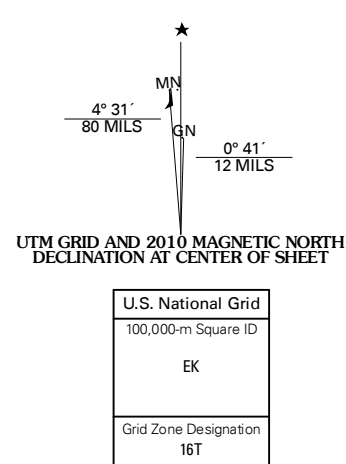 MN
4° 31´
80 MILS
GN
0° 41´
12 MILS
UTM GRID AND 2010 MAGNETIC NORTH
DECLINATION AT CENTER OF SHEET
U.S. National Grid
100,000-m Square ID
EK
Grid Zone Designation
16T